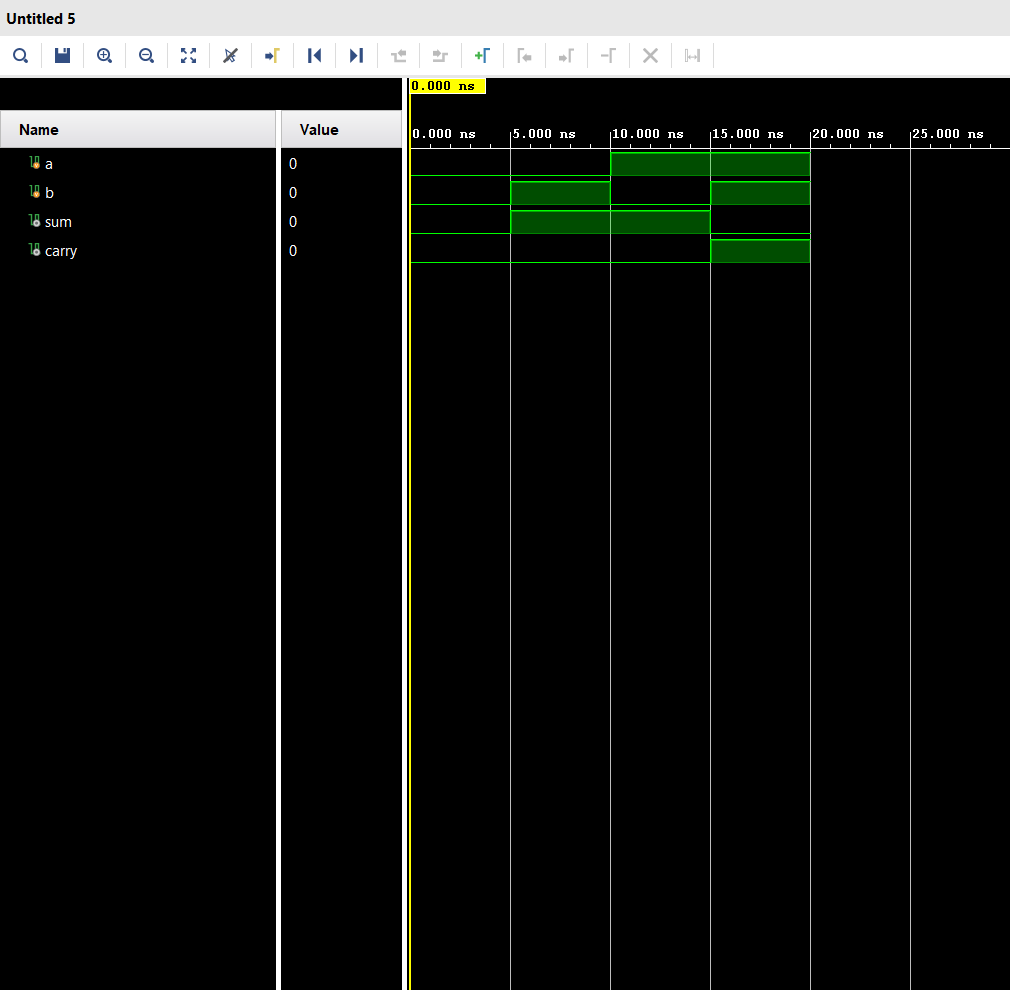 Untitled 5
0.000 ns
Name Value
0.000 ns 5.000 ns 10.000 ns 15.000 ns 20.000 ns 25.000 ns
a 0
b 0
sum 0
carry 0